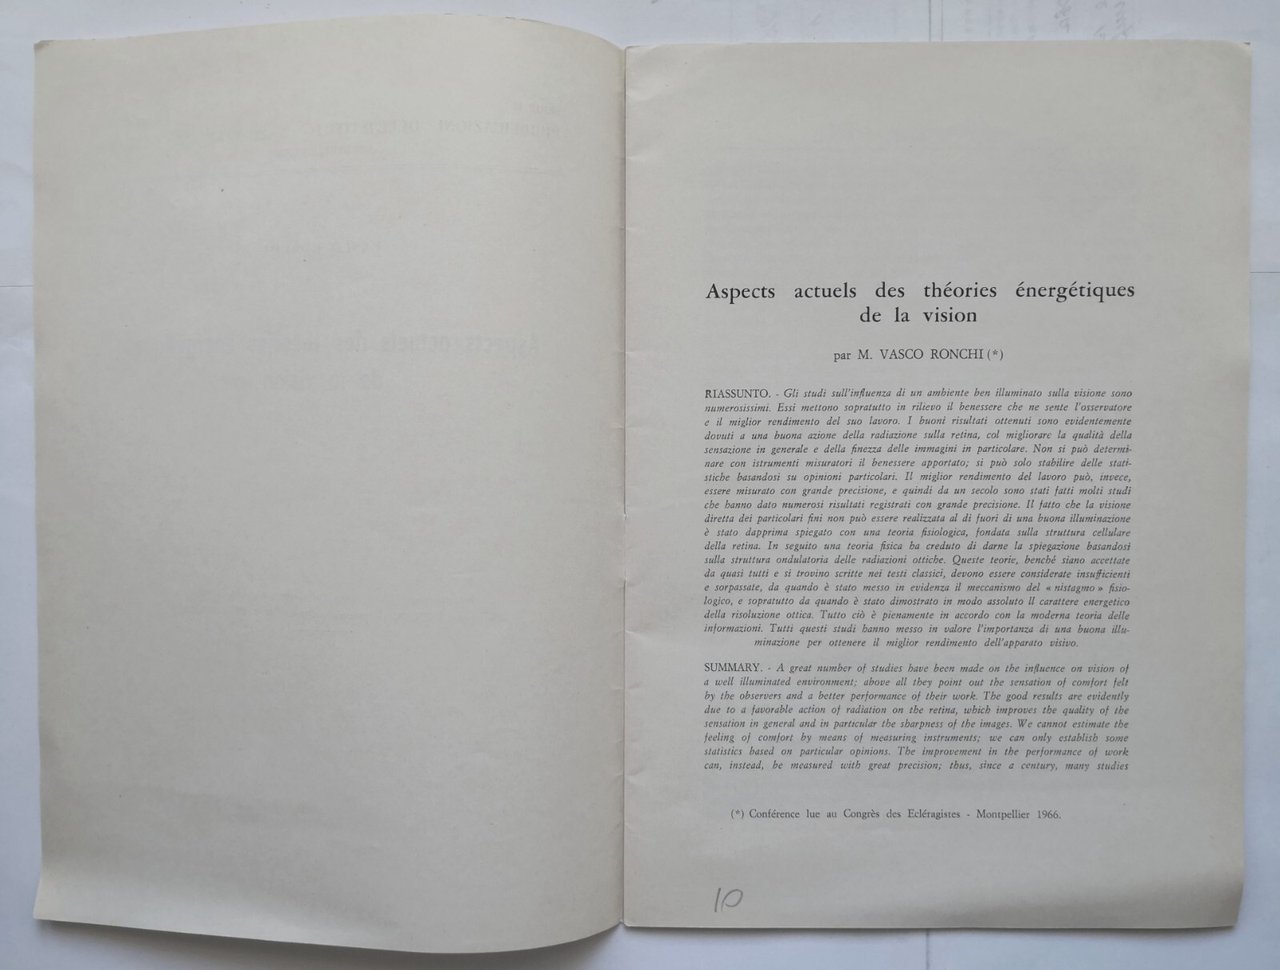 Aspects actuels des théories énergétiques
de la vision
par M. VASCO RONCHI (*)
RIASSUNTO. - Gli studi sull'influenza di un ambiente ben illuminato sulla visione sono
numerosissimi. Essi mettono sopratutto in rilievo il benessere che ne sente l'osservatore
e il miglior rendimento del suo lavoro. I buoni risultati ottenuti sono evidentemente
dovuti a una buona azione della radiazione sulla retina, col migliorare la qualità della
sensazione in generale e della finezza delle immagini in particolare. Non si può determi-
nare con istrumenti misuratori il benessere apportato; si può solo stabilire delle stati-
stiche basandosi su opinioni particolari. Il miglior rendimento del lavoro può, invece,
essere misurato con grande precisione, e quindi da un secolo sono stati fatti molti studi
che hanno dato numerosi risultati registrati con grande precisione. Il fatto che la visione
diretta dei particolari fini non può essere realizzata al di fuori di una buona illuminazione
è stato dapprima spiegato con una teoria fisiologica, fondata sulla struttura cellulare
della retina. In seguito una teoria fisica ha creduto di darne la spiegazione basandosi
sulla struttura ondulatoria delle radiazioni ottiche. Queste teorie, benché siano accettate
da quasi tutti e si trovino scritte nei testi classici, devono essere considerate insufficienti
e sorpassate, da quando è stato messo in evidenza il meccanismo del « nistagmo » fisio-
logico, e sopratutto da quando è stato dimostrato in modo assoluto Il carattere energetico
della risoluzione ottica. Tutto ciò è pienamente in accordo con la moderna teoria delle
informazioni. Tutti questi studi hanno messo in valore l'importanza di una buona illu-
minazione per ottenere il miglior rendimento dell'apparato visivo.
SUMMARY. - A great number of studies have been made on the influence on vision of
a well illuminated environment; above all they point out the sensation of comfort felt
by the observers and a better performance of their work. The good results are evidently
due to a favorable action of radiation on the retina, which improves the quality of the
sensation in general and in particular the sharpness of the images. We cannot estimate the
feeling of comfort by means of measuring instruments; we can only establish some
statistics based on particular opinions. The improvement in the performance of work
can, instead, be measured with great precision; thus, since a century, many studies
(*) Conférence lue au Congrès des Ecléragistes - Montpellier 1966.
10